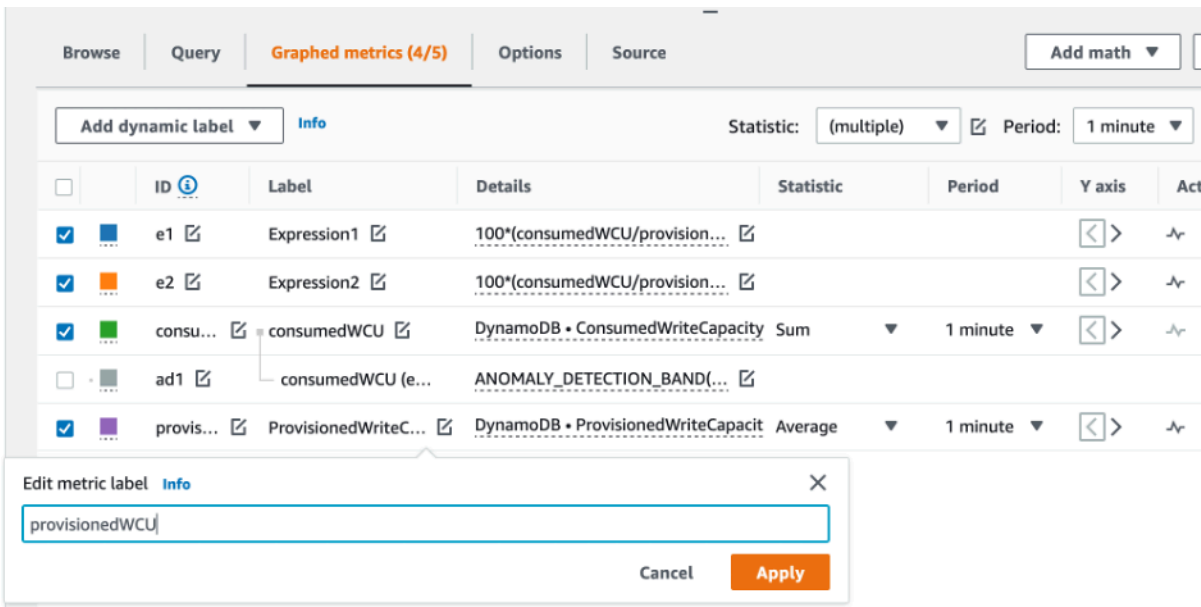 Browse Query Graphed metrics (4/5) Options Source Add math
Add dynamic label Info Statistic: (multiple) Period: 1 minute
ID Label Details Statistic Period Y axis Act
e1 Expression1 100*(consumedWCU/provision...
e2 Expression2 100*(consumedWCU/provision...
consu... consumedWCU DynamoDB • ConsumedWriteCapacity Sum 1 minute
ad1 consumedWCU (e... ANOMALY_DETECTION_BAND(...
provis... ProvisionedWriteC... DynamoDB • ProvisionedWriteCapacit Average 1 minute
Edit metric label Info
provisionedWCU
Cancel Apply